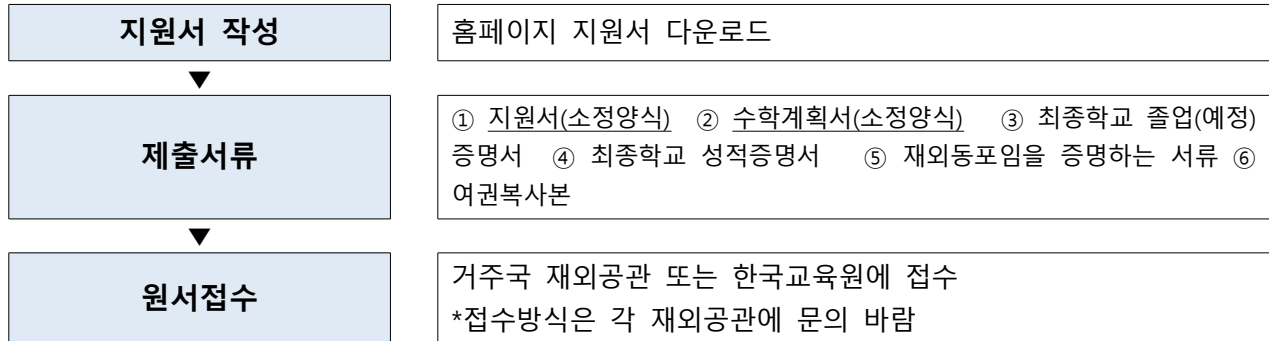 지원서 작성
홈페이지 지원서 다운로드
▼
제출서류
① 지원서(소정양식) ② 수학계획서(소정양식) ③ 최종학교 졸업(예정)
증명서 ④ 최종학교 성적증명서 ⑤ 재외동포임을 증명하는 서류 ⑥
여권복사본
▼
원서접수
거주국 재외공관 또는 한국교육원에 접수
*접수방식은 각 재외공관에 문의 바람